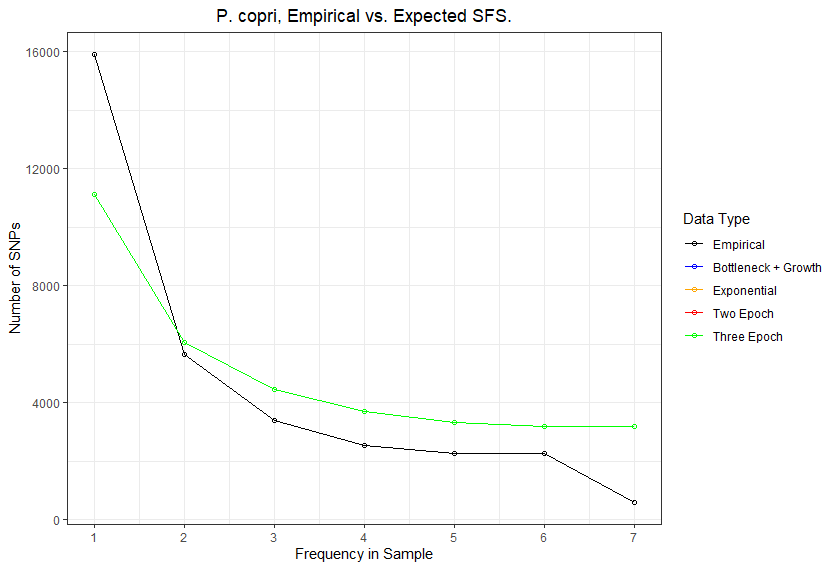 P. copri, Empirical vs. Expected SFS.
Number of SNPs
16000
12000
8000
4000
0
1 2 3 4 5 6 7
Frequency in Sample
Data Type
Empirical
Bottleneck + Growth
Exponential
Two Epoch
Three Epoch